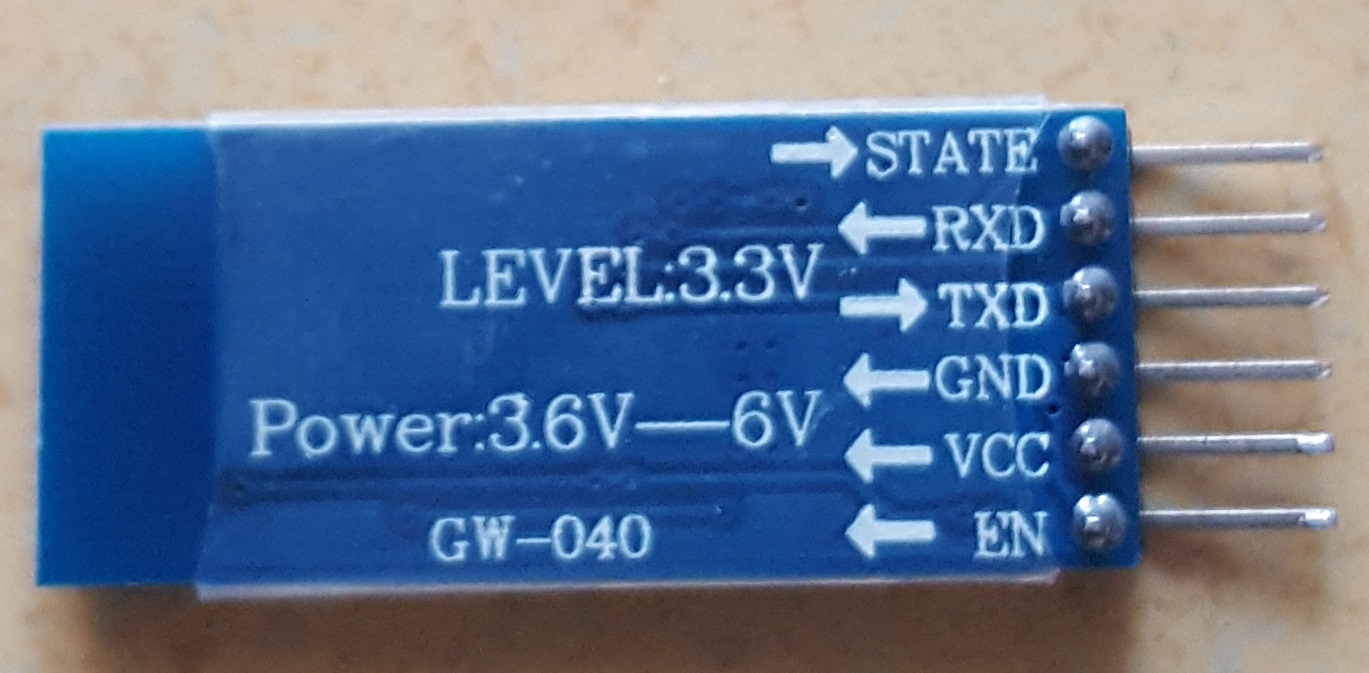 STATE
RXD
LEVEL:3.3V
TXD
GND
Power:3.6V—6V
VCC
EN
GW-040